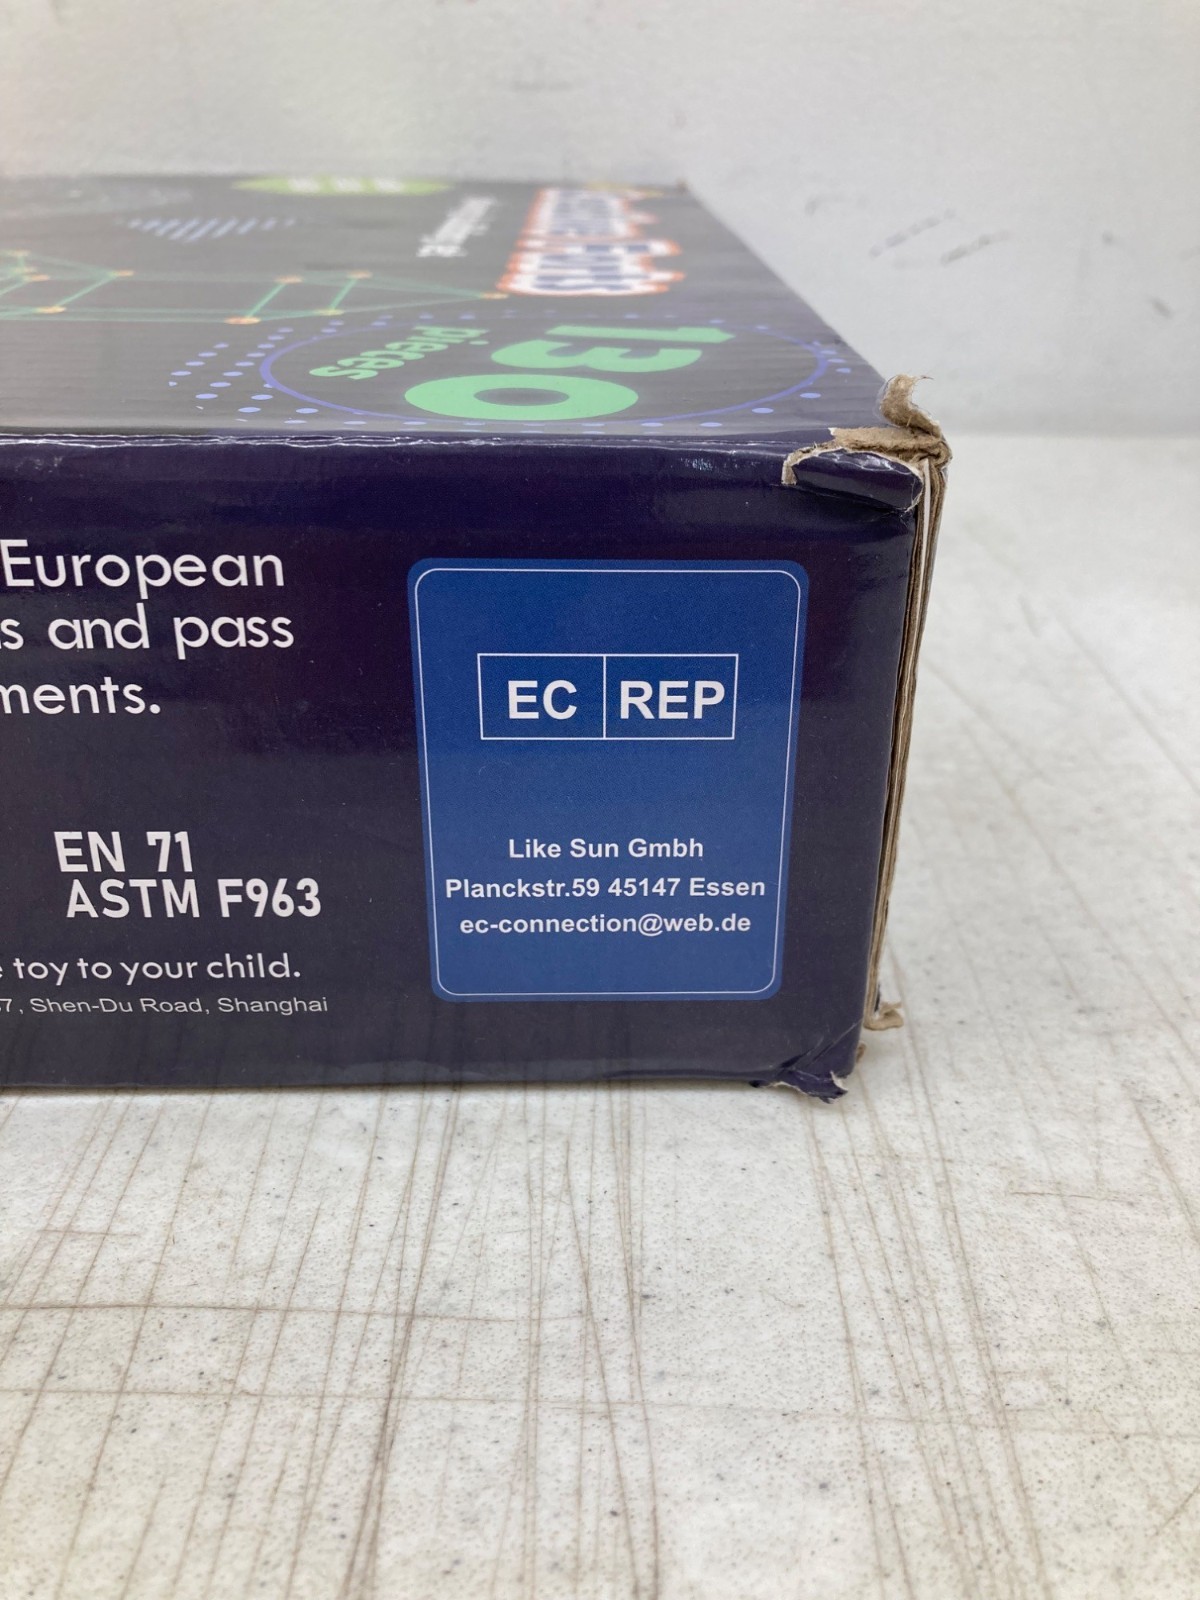 130
pieces
European
s and pass
ments.
EN 71
ASTM F963
toy to your child.
7, Shen-Du Road, Shanghai
EC REP
Like Sun Gmbh
Planckstr.59 45147 Essen
ec-connection@web.de